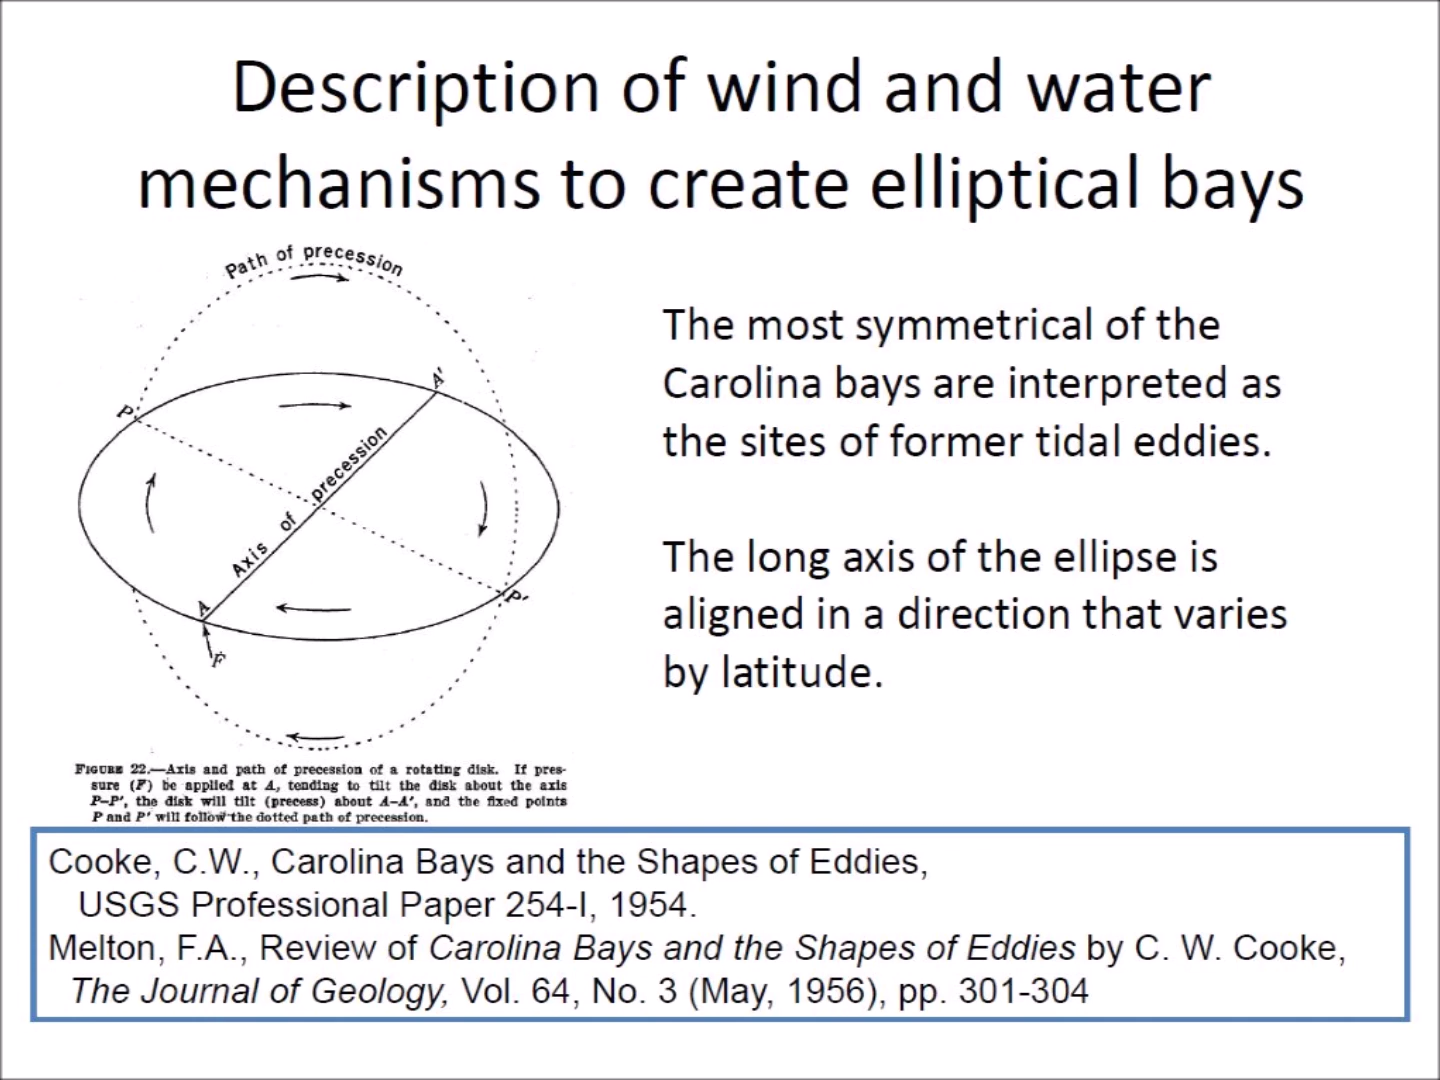 Description of wind and water
mechanisms to create elliptical bays
Path of precession
P
A'
Axis of precession
A
P'
F
The most symmetrical of the
Carolina bays are interpreted as
the sites of former tidal eddies.
The long axis of the ellipse is
aligned in a direction that varies
by latitude.
FIGURE 22.—Axis and path of precession of a rotating disk. If pres-
sure (F) be applied at A, tending to tilt the disk about the axis
P–P', the disk will tilt (precess) about A–A', and the fixed points
P and P' will follow the dotted path of precession.
Cooke, C.W., Carolina Bays and the Shapes of Eddies,
USGS Professional Paper 254-I, 1954.
Melton, F.A., Review of Carolina Bays and the Shapes of Eddies by C. W. Cooke,
The Journal of Geology, Vol. 64, No. 3 (May, 1956), pp. 301-304